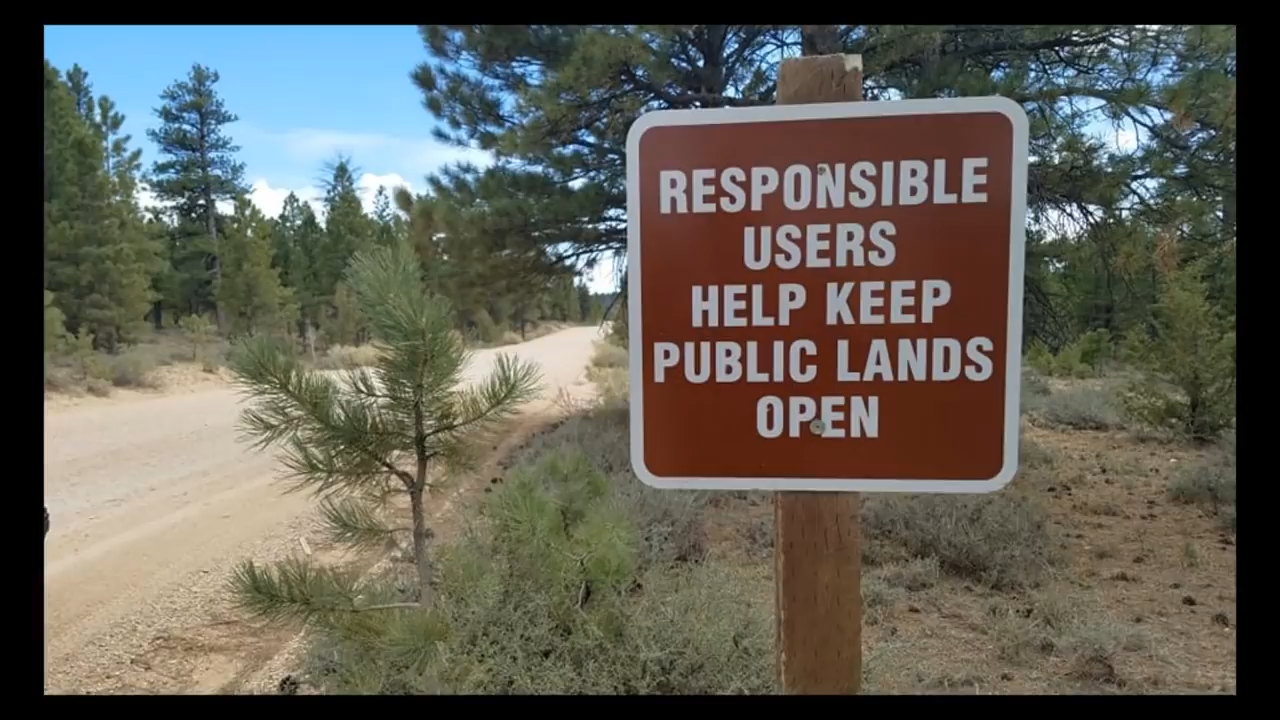 RESPONSIBLE
USERS
HELP KEEP
PUBLIC LANDS
OPEN